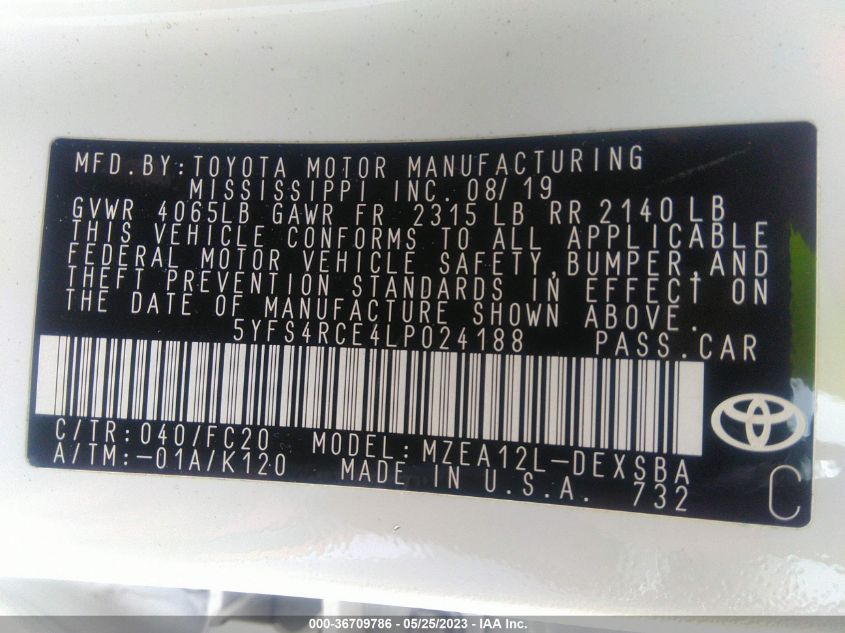 MFD.BY:TOYOTA MOTOR MANUFACTURING
MISSISSIPPI INC. 08/19
GVWR 4065LB GAWR FR 2315LB RR 2140LB
THIS VEHICLE CONFORMS TO ALL APPLICABLE
FEDERAL MOTOR VEHICLE SAFETY,BUMPER,AND
THEFT PREVENTION STANDARDS IN EFFECT ON
THE DATE OF MANUFACTURE SHOWN ABOVE.
5YFS4RCE4LP024188 PASS.CAR
C/TR:040/FC20 MODEL:MZEA12L-DEXSBA
A/TM:-01A/K120 MADE IN U.S.A. 732
C
000-36709786 - 05/25/2023 - ©IAA Inc.